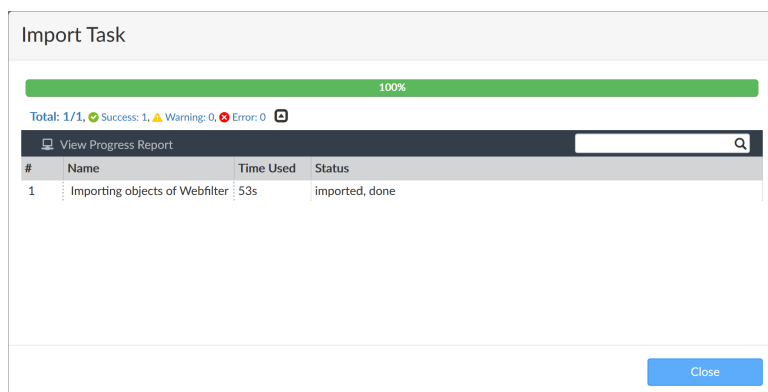 Import Task
100%
Total: 1/1, Success: 1, Warning: 0, Error: 0
View Progress Report
# Name Time Used Status
1 Importing objects of Webfilter 53s imported, done
Close